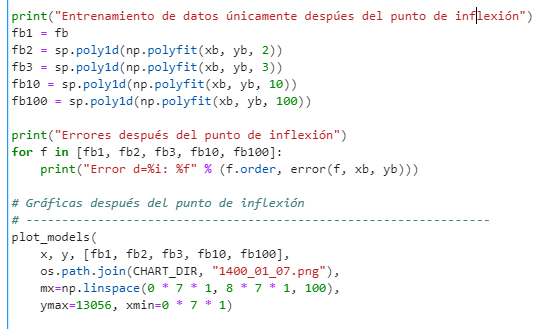 print("Entrenamiento de datos únicamente despúes del punto de inflexión")
fb1 = fb
fb2 = sp.poly1d(np.polyfit(xb, yb, 2))
fb3 = sp.poly1d(np.polyfit(xb, yb, 3))
fb10 = sp.poly1d(np.polyfit(xb, yb, 10))
fb100 = sp.poly1d(np.polyfit(xb, yb, 100))
print("Errores después del punto de inflexión")
for f in [fb1, fb2, fb3, fb10, fb100]:
    print("Error d=%i: %f" % (f.order, error(f, xb, yb)))
# Gráficas después del punto de inflexión
# ---------------------------------------------------------------
plot_models(
    x, y, [fb1, fb2, fb3, fb10, fb100],
    os.path.join(CHART_DIR, "1400_01_07.png"),
    mx=np.linspace(0 * 7 * 1, 8 * 7 * 1, 100),
    ymax=13056, xmin=0 * 7 * 1)